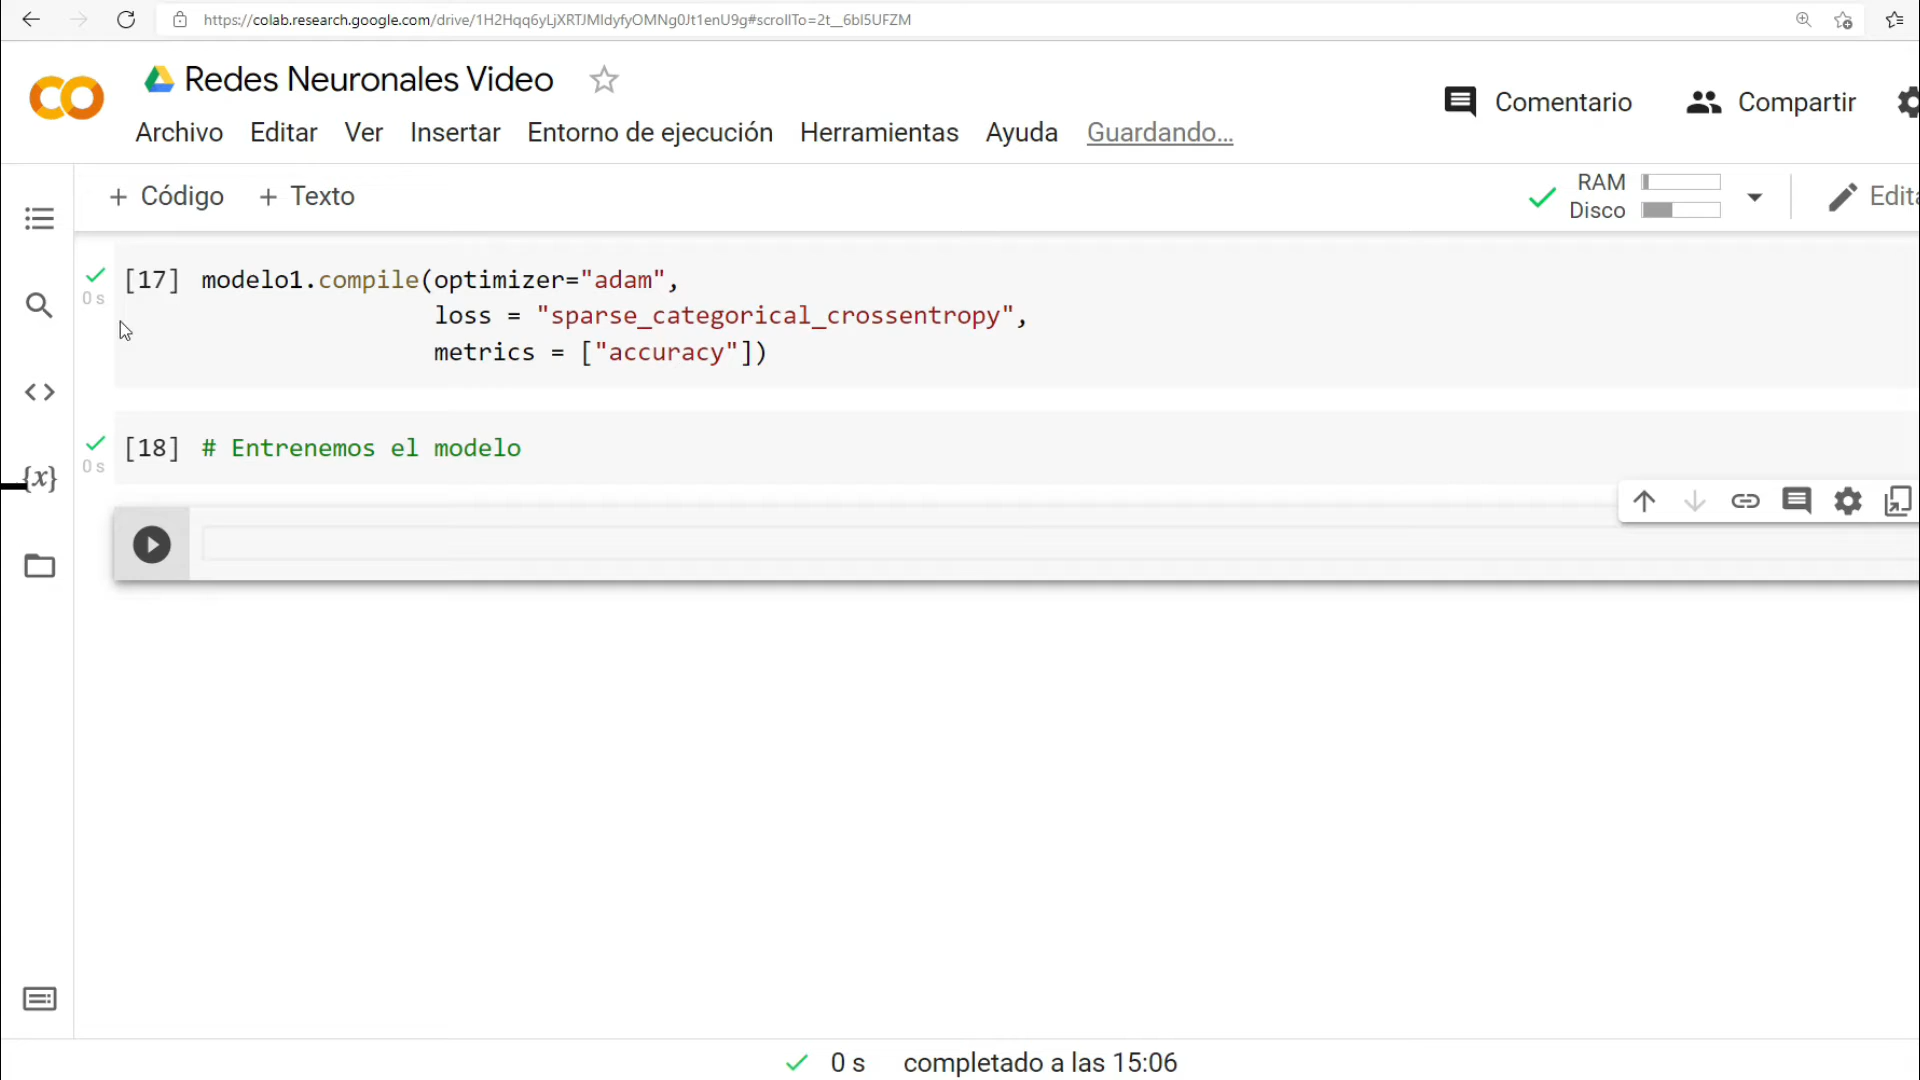 https://colab.research.google.com/drive/1H2Hqq6yLjXRTJMldyfyOMNg0Jt1enU9g#scrollTo=2t__6bl5UFZM
Redes Neuronales Video
Comentario
Compartir
Archivo Editar Ver Insertar Entorno de ejecución Herramientas Ayuda Guardando...
+ Código + Texto
RAM
Disco
[17] modelo1.compile(optimizer="adam",
0 s
loss = "sparse_categorical_crossentropy",
metrics = ["accuracy"])
[18] # Entrenemos el modelo
0 s
{x}
0 s completado a las 15:06